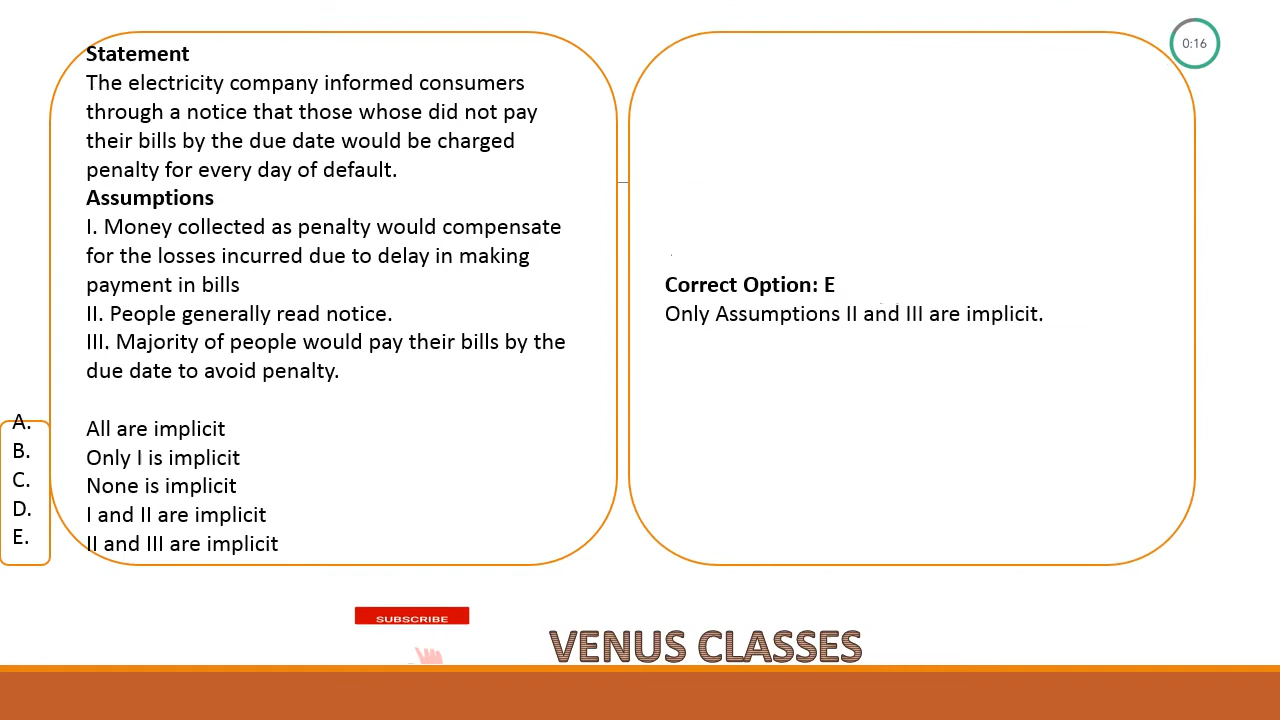 Statement
The electricity company informed consumers
through a notice that those whose did not pay
their bills by the due date would be charged
penalty for every day of default.
Assumptions
I. Money collected as penalty would compensate
for the losses incurred due to delay in making
payment in bills
II. People generally read notice.
III. Majority of people would pay their bills by the
due date to avoid penalty.
A. All are implicit
B. Only I is implicit
C. None is implicit
D. I and II are implicit
E. II and III are implicit
0:16
Correct Option: E
Only Assumptions II and III are implicit.
SUBSCRIBE
VENUS CLASSES